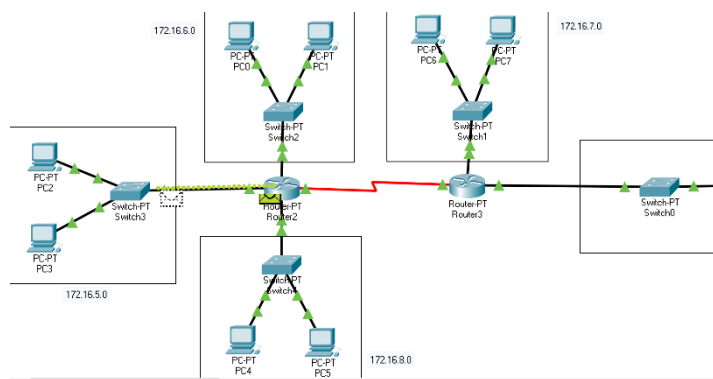 172.16.6.0
PC-PT
PC0
PC-PT
PC1
Switch-PT
Switch2
172.16.7.0
PC-PT
PC6
PC-PT
PC7
Switch-PT
Switch1
PC-PT
PC2
Switch-PT
Switch3
PC-PT
PC3
172.16.5.0
Router-PT
Router2
Router-PT
Router3
Switch-PT
Switch0
Switch-PT
Switch4
PC-PT
PC4
PC-PT
PC5
172.16.8.0